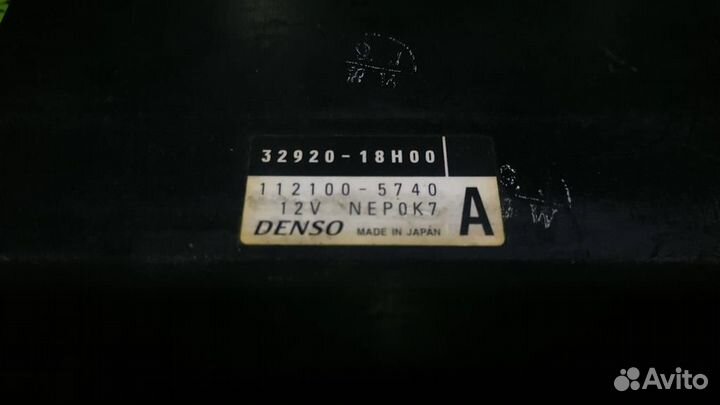 32920-18H00
112100-5740
12V NEP0K7 A
DENSO MADE IN JAPAN
Avito